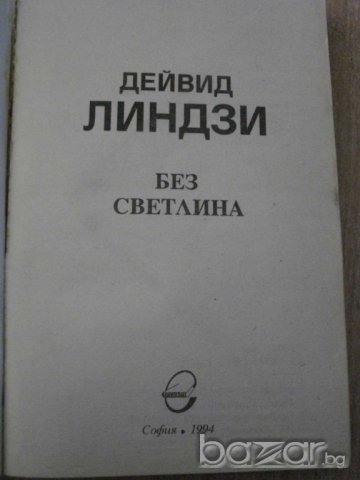 ДЕЙВИД
ЛИНДЗИ
БЕЗ
СВЕТЛИНА
София • 1994
bazar.bg